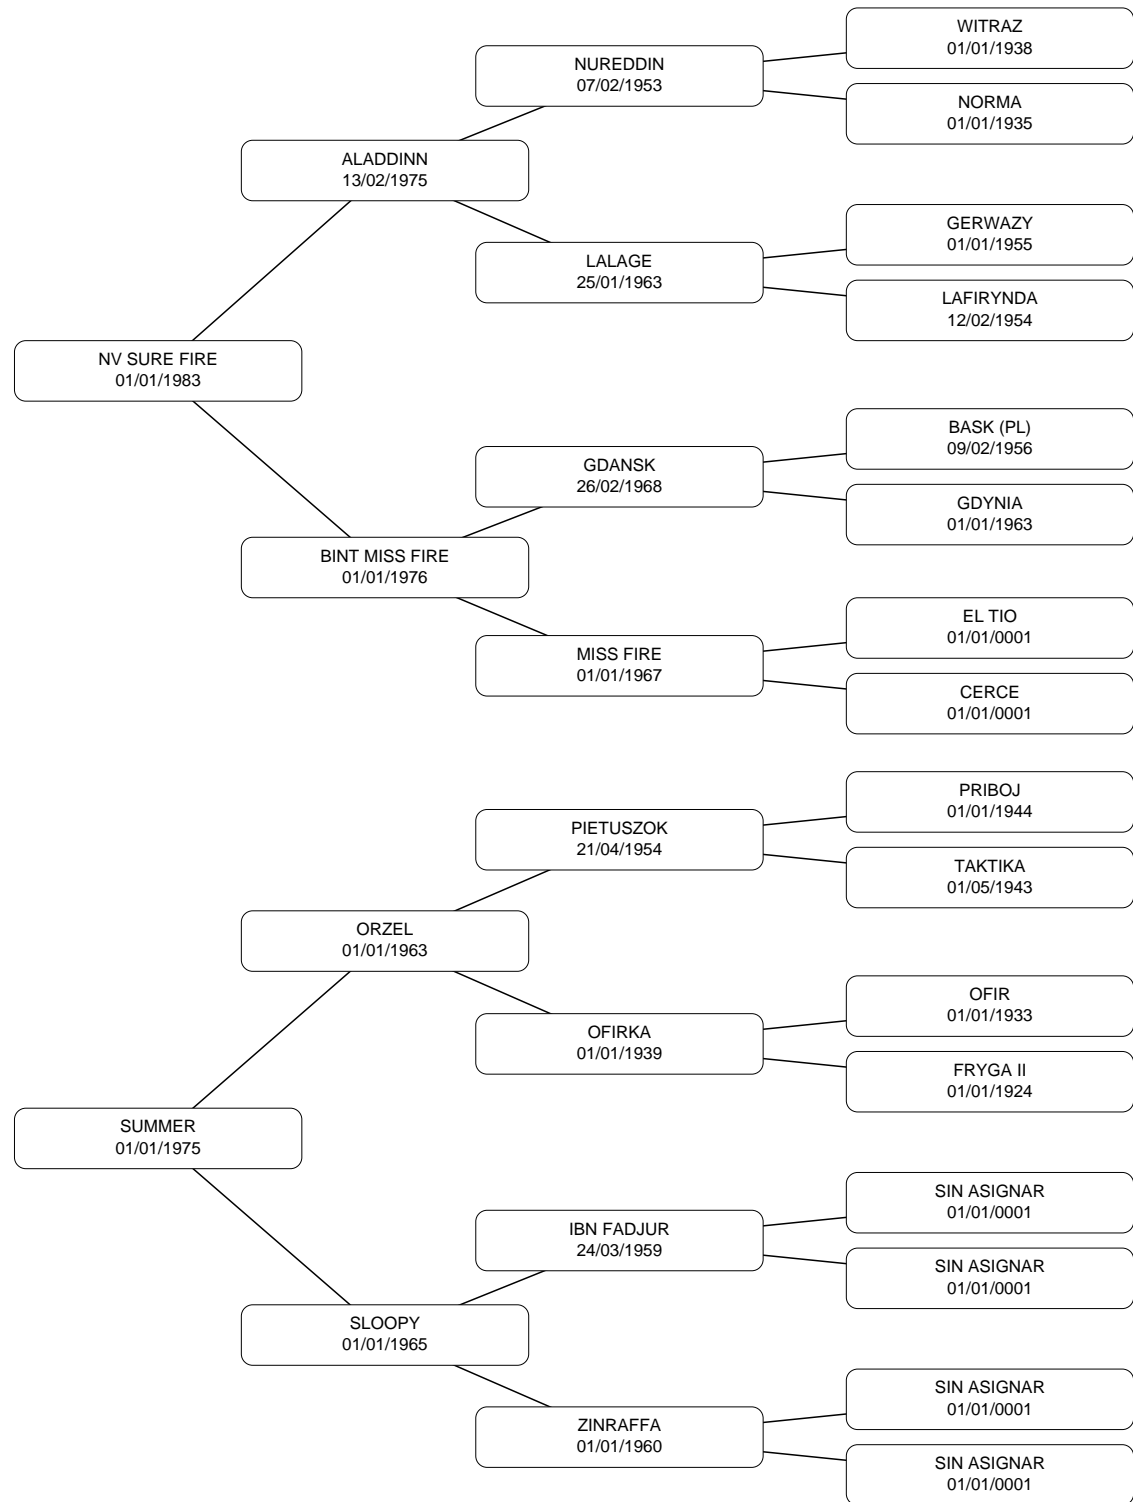 WITRAZ
01/01/1938
NUREDDIN
07/02/1953
NORMA
01/01/1935
ALADDINN
13/02/1975
GERWAZY
01/01/1955
LALAGE
25/01/1963
LAFIRYNDA
12/02/1954
NV SURE FIRE
01/01/1983
BASK (PL)
09/02/1956
GDANSK
26/02/1968
GDYNIA
01/01/1963
BINT MISS FIRE
01/01/1976
EL TIO
01/01/0001
MISS FIRE
01/01/1967
CERCE
01/01/0001
PRIBOJ
01/01/1944
PIETUSZOK
21/04/1954
TAKTIKA
01/05/1943
ORZEL
01/01/1963
OFIR
01/01/1933
OFIRKA
01/01/1939
FRYGA II
01/01/1924
SUMMER
01/01/1975
SIN ASIGNAR
01/01/0001
IBN FADJUR
24/03/1959
SIN ASIGNAR
01/01/0001
SLOOPY
01/01/1965
SIN ASIGNAR
01/01/0001
ZINRAFFA
01/01/1960
SIN ASIGNAR
01/01/0001